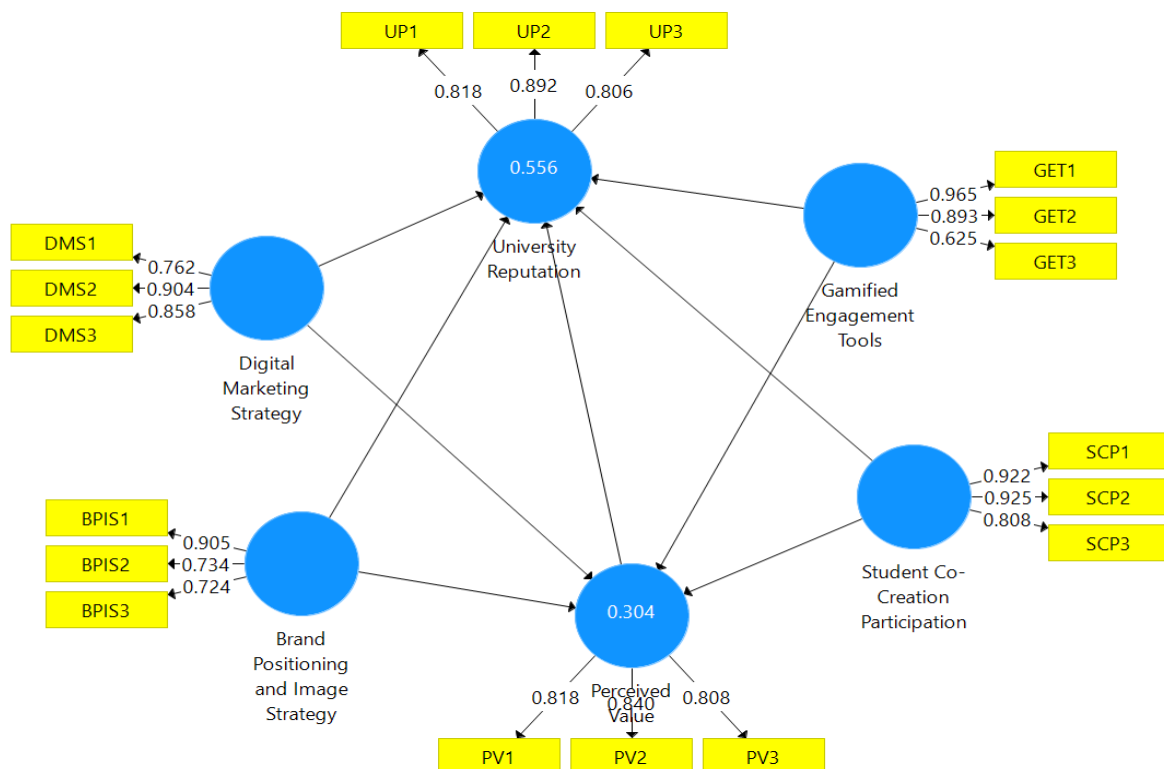 UP1
UP2
UP3
0.818
0.892
0.806
0.556
University
Reputation
GET1
GET2
GET3
0.965
0.893
0.625
Gamified
Engagement
Tools
DMS1
DMS2
DMS3
0.762
0.904
0.858
Digital
Marketing
Strategy
SCP1
SCP2
SCP3
0.922
0.925
0.808
Student Co-
Creation
Participation
BPIS1
BPIS2
BPIS3
0.905
0.734
0.724
Brand
Positioning
and Image
Strategy
0.304
Perceived
Value
0.818
0.840
0.808
PV1
PV2
PV3